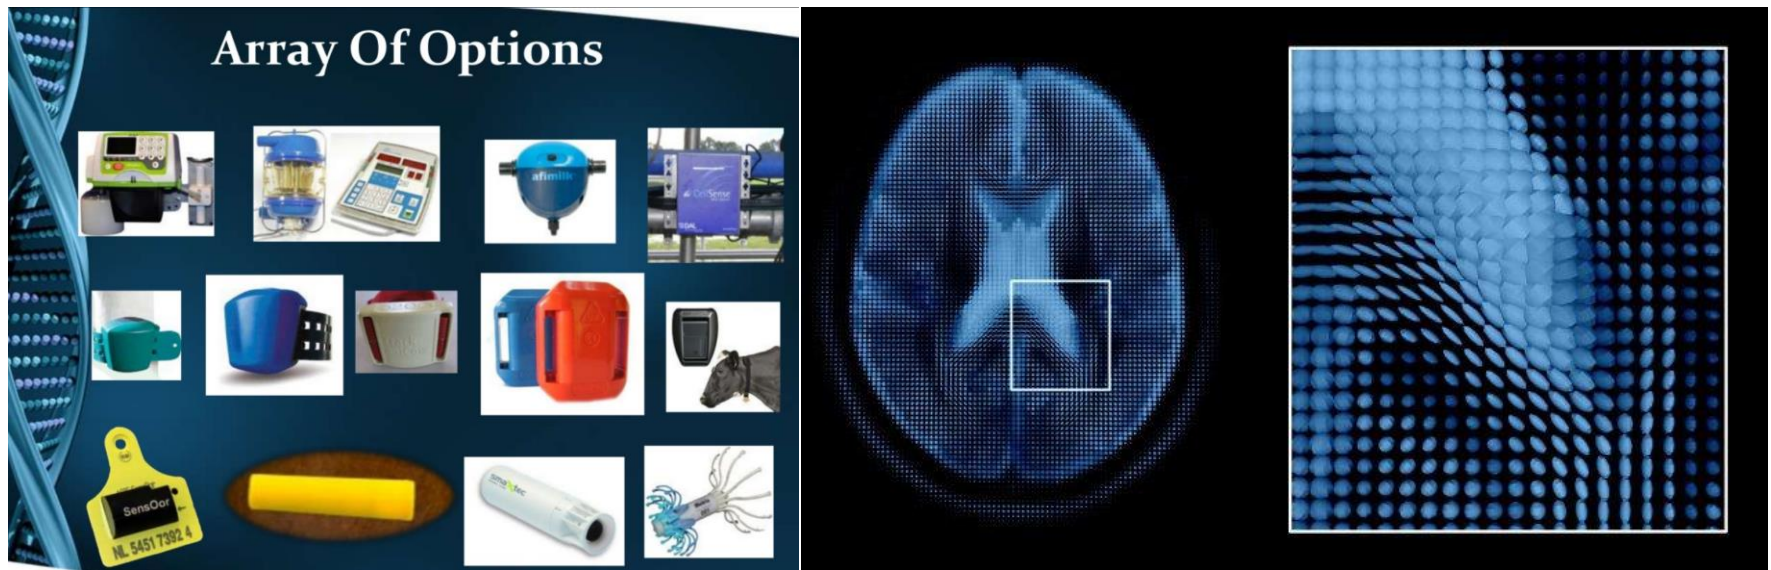 Array Of Options
afimilk
CellSense
SensOor
NL 5451 7392 4